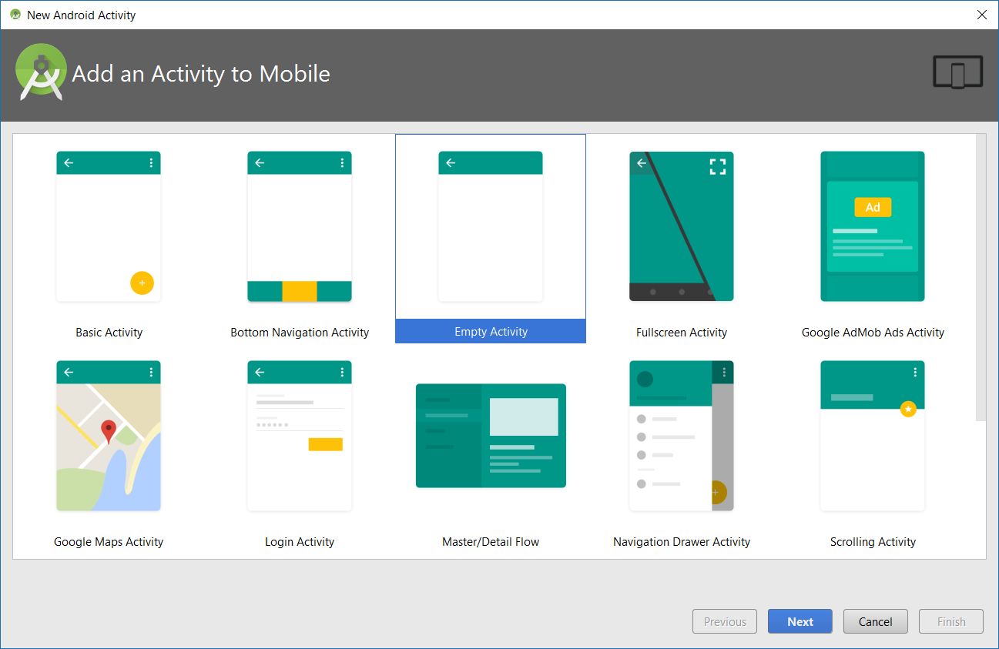 New Android Activity
Add an Activity to Mobile
Ad
Basic Activity
Bottom Navigation Activity
Empty Activity
Fullscreen Activity
Google AdMob Ads Activity
Google Maps Activity
Login Activity
Master/Detail Flow
Navigation Drawer Activity
Scrolling Activity
Previous
Next
Cancel
Finish